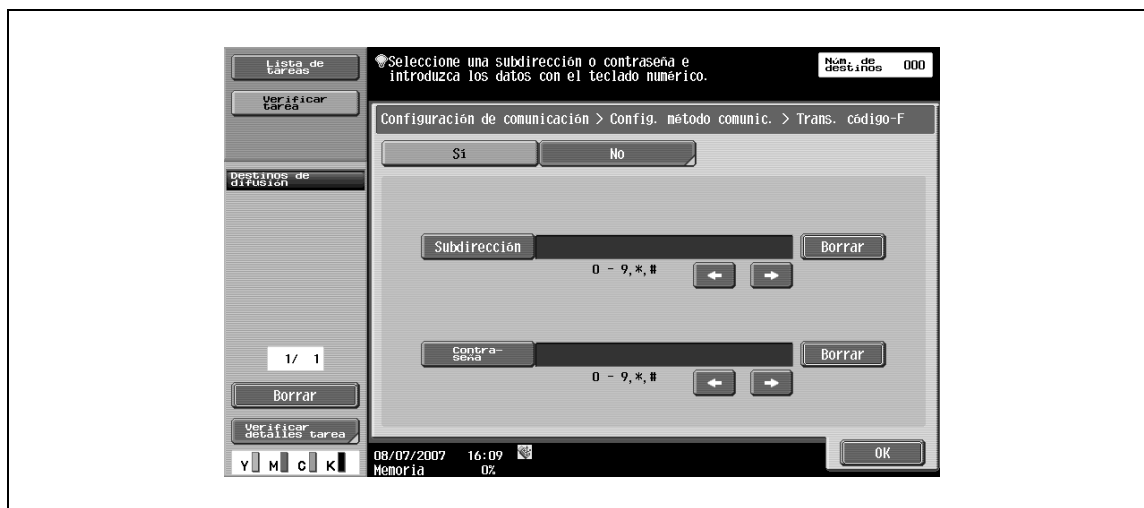 Lista de
tareas
Verificar
tarea
Destinos de
difusión
1/ 1
Borrar
Verificar
detalles tarea
Y M C K
Seleccione una subdirección o contraseña e
introduzca los datos con el teclado numérico.
Núm. de
destinos 000
Configuración de comunicación > Config. método comunic. > Trans. código-F
Sí No
Subdirección Borrar
0 - 9,*,#
Contra-
seña Borrar
0 - 9,*,#
08/07/2007 16:09
Memoria 0%
OK